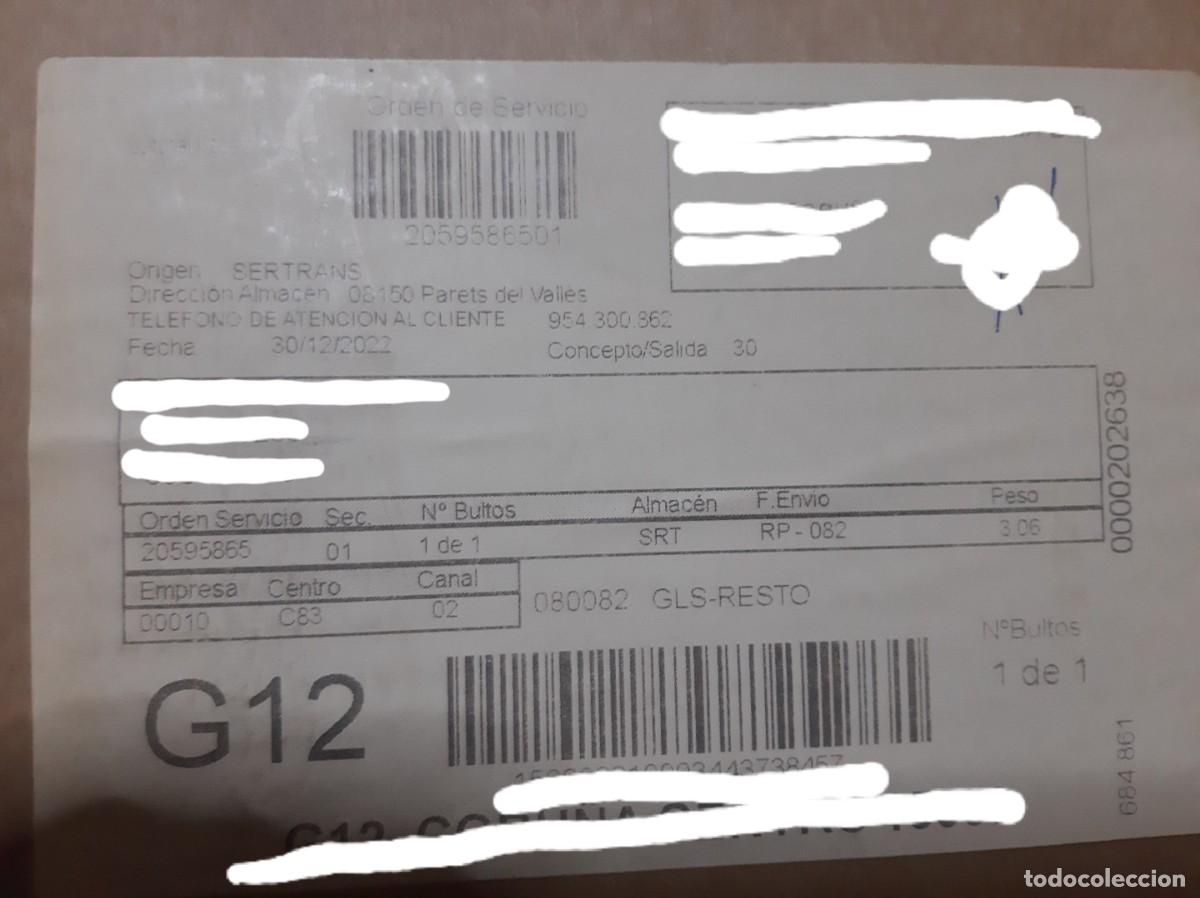 Orden de Servicio
2059586501
Origen SERTRANS
Dirección Almacén 08150 Parets del Valles
TELEFONO DE ATENCION AL CLIENTE 954.300.862
Fecha 30/12/2022
Concepto/Salida 30
0000202638
Orden Servicio Sec. Nº Bultos Almacén F.Envio Peso
20595865 01 1 de 1 SRT RP - 082 3.06
Empresa Centro Canal
00010 C83 02
080082 GLS-RESTO
NºBultos
1 de 1
G12
684 861
G12
todocoleccion